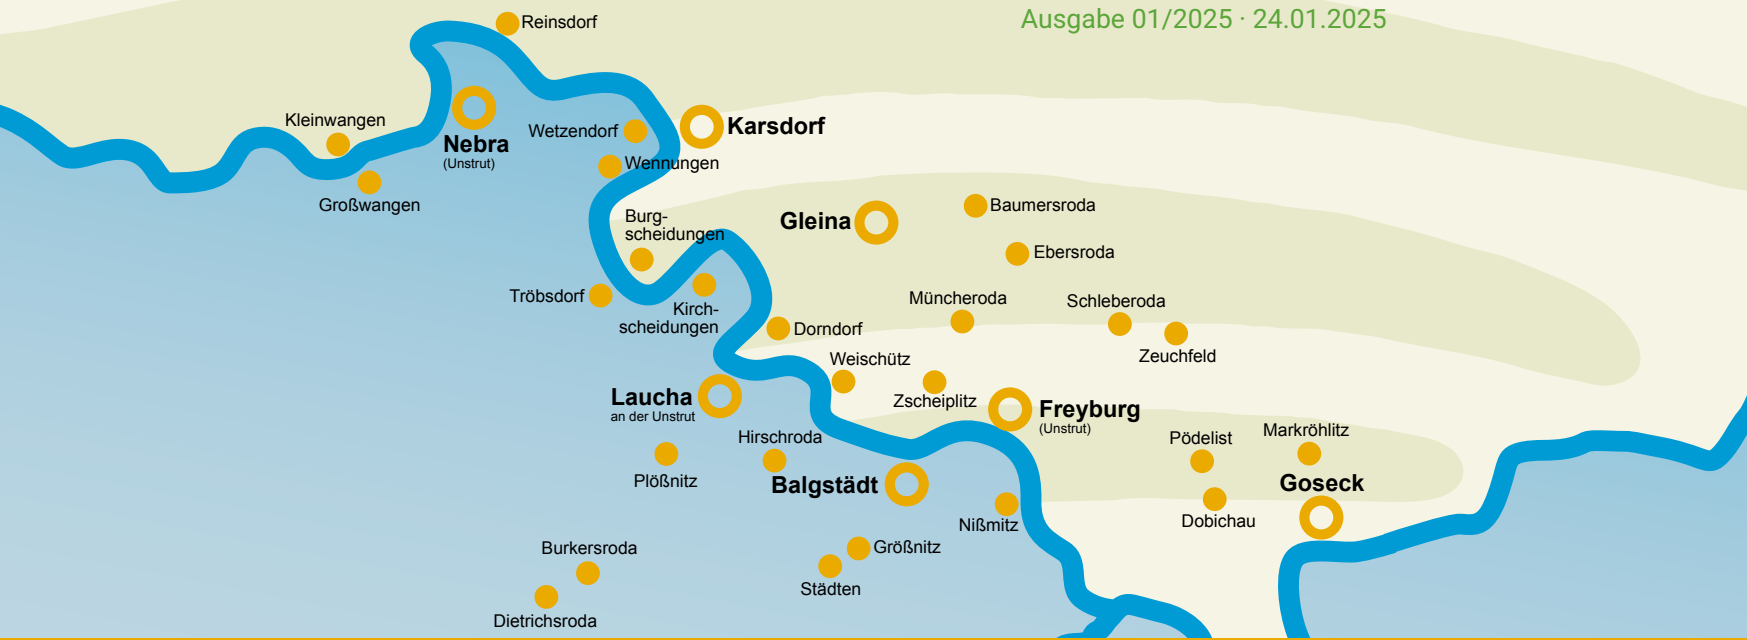 Ausgabe 01/2025 · 24.01.2025
Reinsdorf
Kleinwangen
Nebra
(Unstrut)
Wetzendorf
Karsdorf
Wennungen
Großwangen
Burg-
scheidungen
Gleina
Baumersroda
Ebersroda
Tröbsdorf
Kirch-
scheidungen
Müncheroda
Schleberoda
Dorndorf
Weischütz
Zeuchfeld
Laucha
an der Unstrut
Zscheiplitz
Freyburg
(Unstrut)
Hirschroda
Pödelist
Markröhlitz
Plößnitz
Balgstädt
Goseck
Nißmitz
Dobichau
Burkersroda
Größnitz
Städten
Dietrichsroda